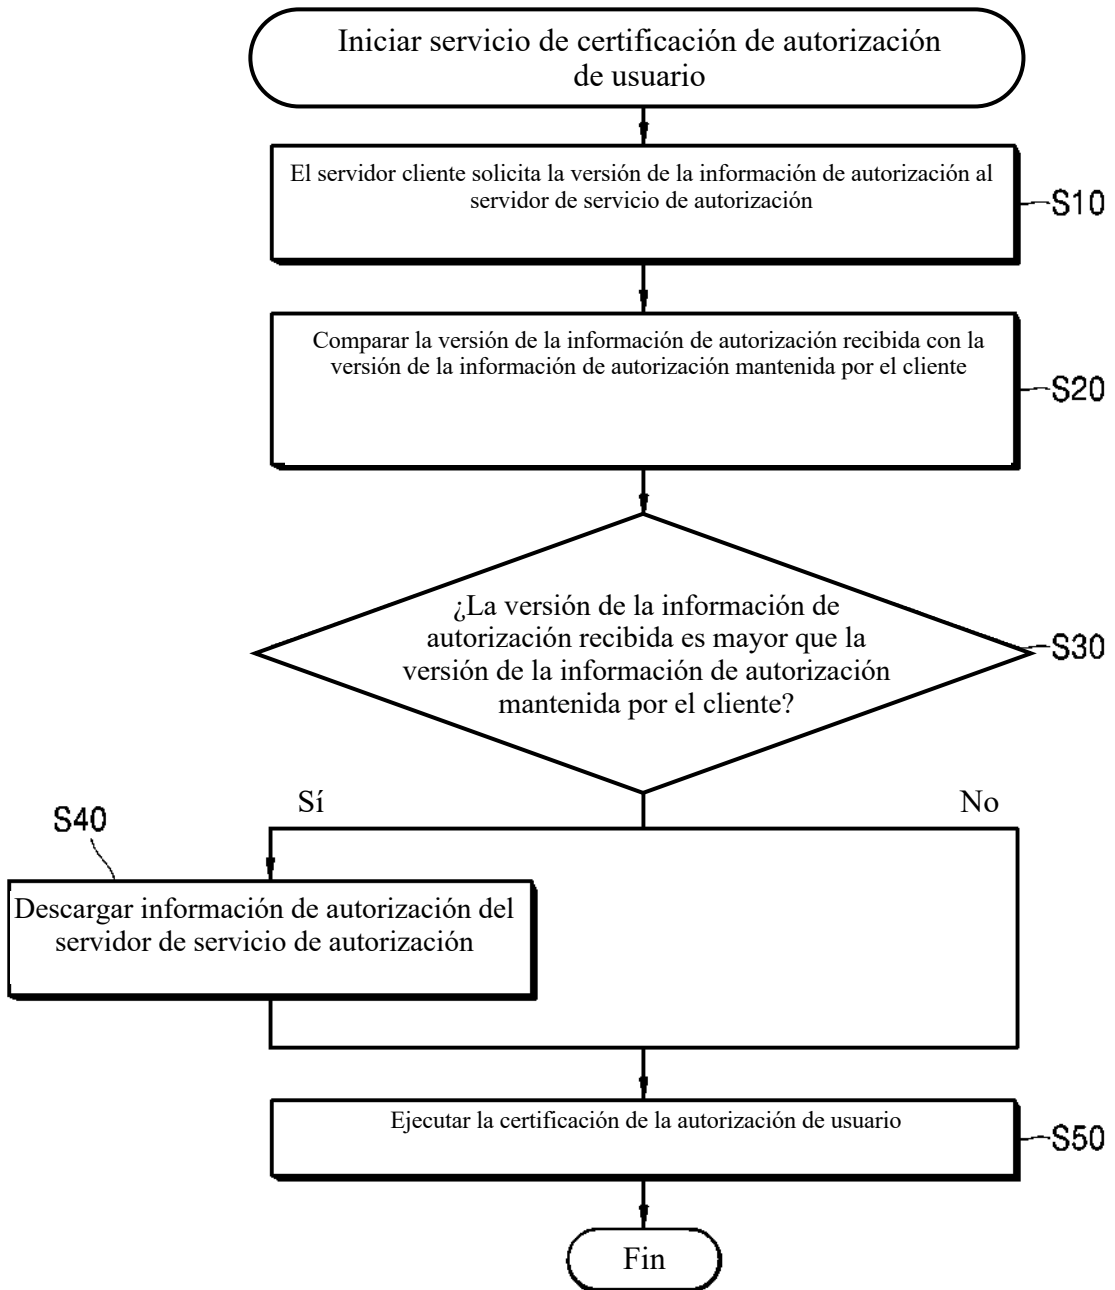 Iniciar servicio de certificación de autorización
de usuario
El servidor cliente solicita la versión de la información de autorización al
servidor de servicio de autorización
S10
Comparar la versión de la información de autorización recibida con la
versión de la información de autorización mantenida por el cliente
S20
¿La versión de la información de
autorización recibida es mayor que la
versión de la información de autorización
mantenida por el cliente?
S30
Sí
No
S40
Descargar información de autorización del
servidor de servicio de autorización
Ejecutar la certificación de la autorización de usuario
S50
Fin